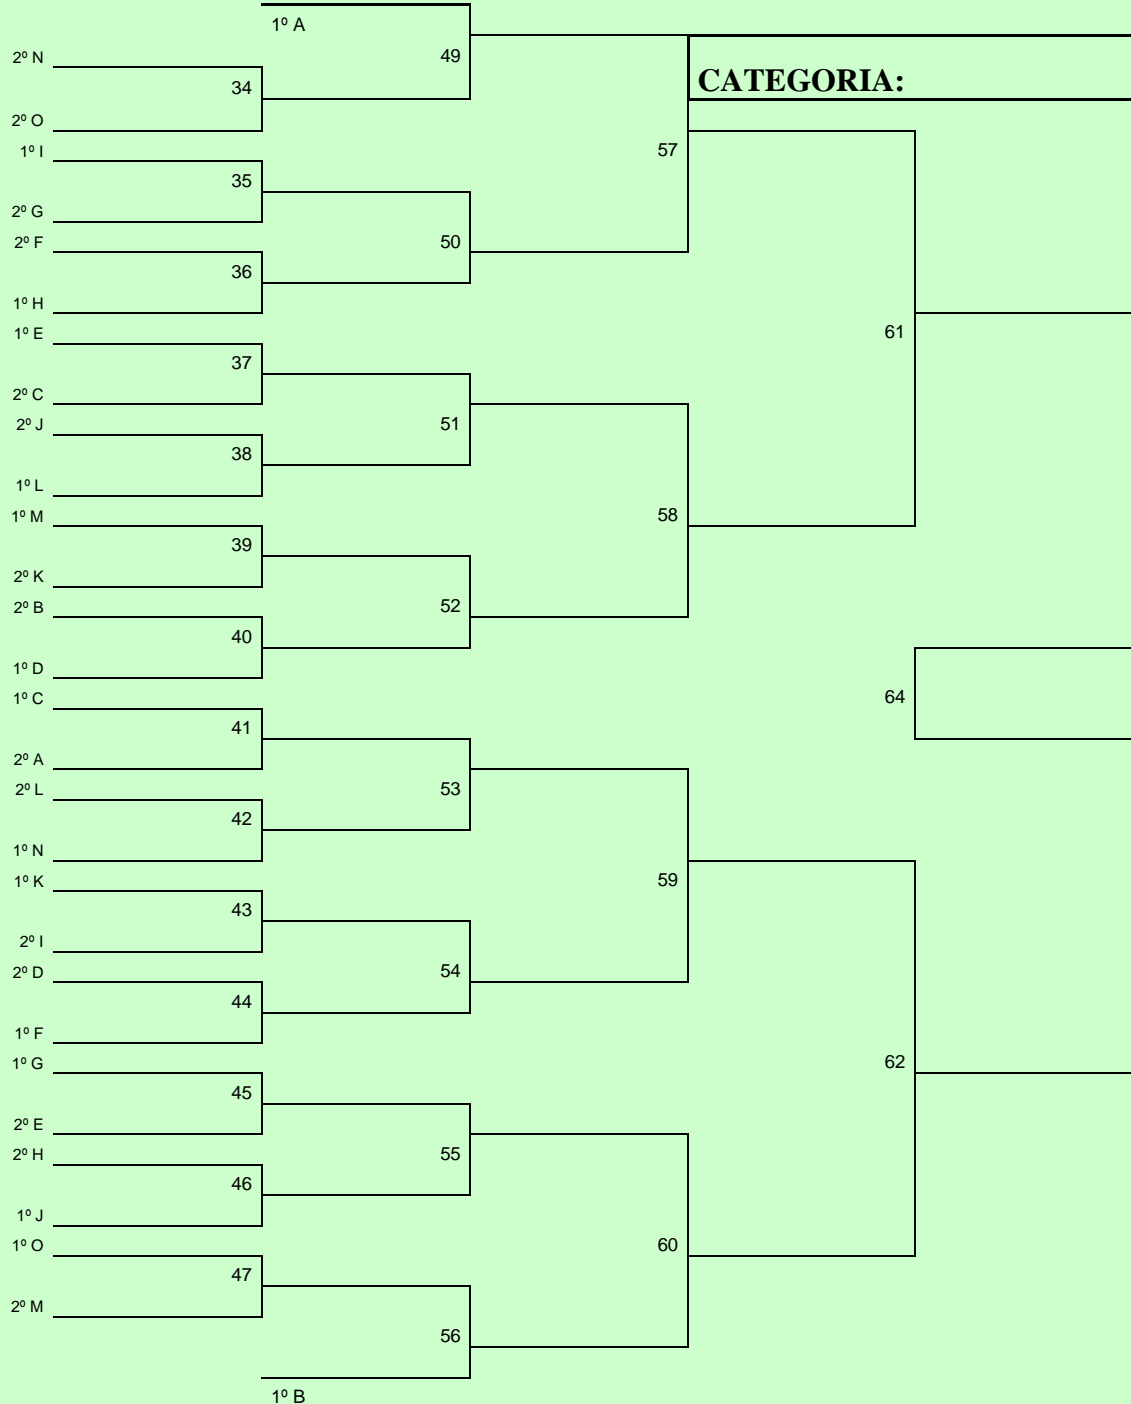 1º A
49
2º N
34
CATEGORIA:
2º O
1º I
57
35
2º G
2º F
50
36
1º H
1º E
61
37
2º C
2º J
51
38
1º L
1º M
58
39
2º K
2º B
52
40
1º D
1º C
64
41
2º A
2º L
53
42
1º N
1º K
59
43
2º I
2º D
54
44
1º F
1º G
62
45
2º E
2º H
55
46
1º J
1º O
60
47
2º M
56
1º B